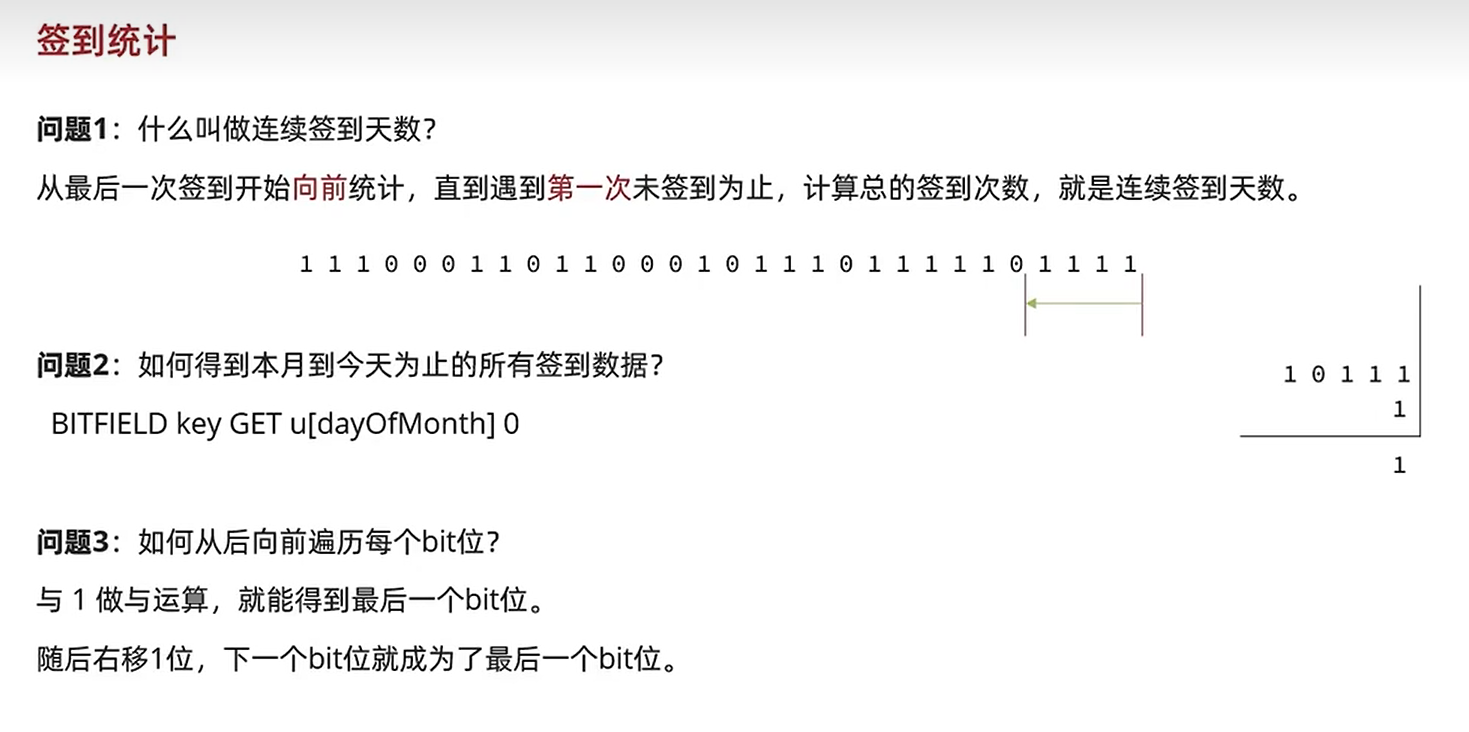 签到统计
问题1：什么叫做连续签到天数？
从最后一次签到开始向前统计，直到遇到第一次未签到为止，计算总的签到次数，就是连续签到天数。
1 1 1 0 0 0 1 1 0 1 1 0 0 0 1 0 1 1 1 0 1 1 1 1 1 0 1 1 1 1
问题2：如何得到本月到今天为止的所有签到数据？
1 0 1 1 1
BITFIELD key GET u[dayOfMonth] 0
1
1
问题3：如何从后向前遍历每个bit位？
与 1 做与运算，就能得到最后一个bit位。
随后右移1位，下一个bit位就成为了最后一个bit位。